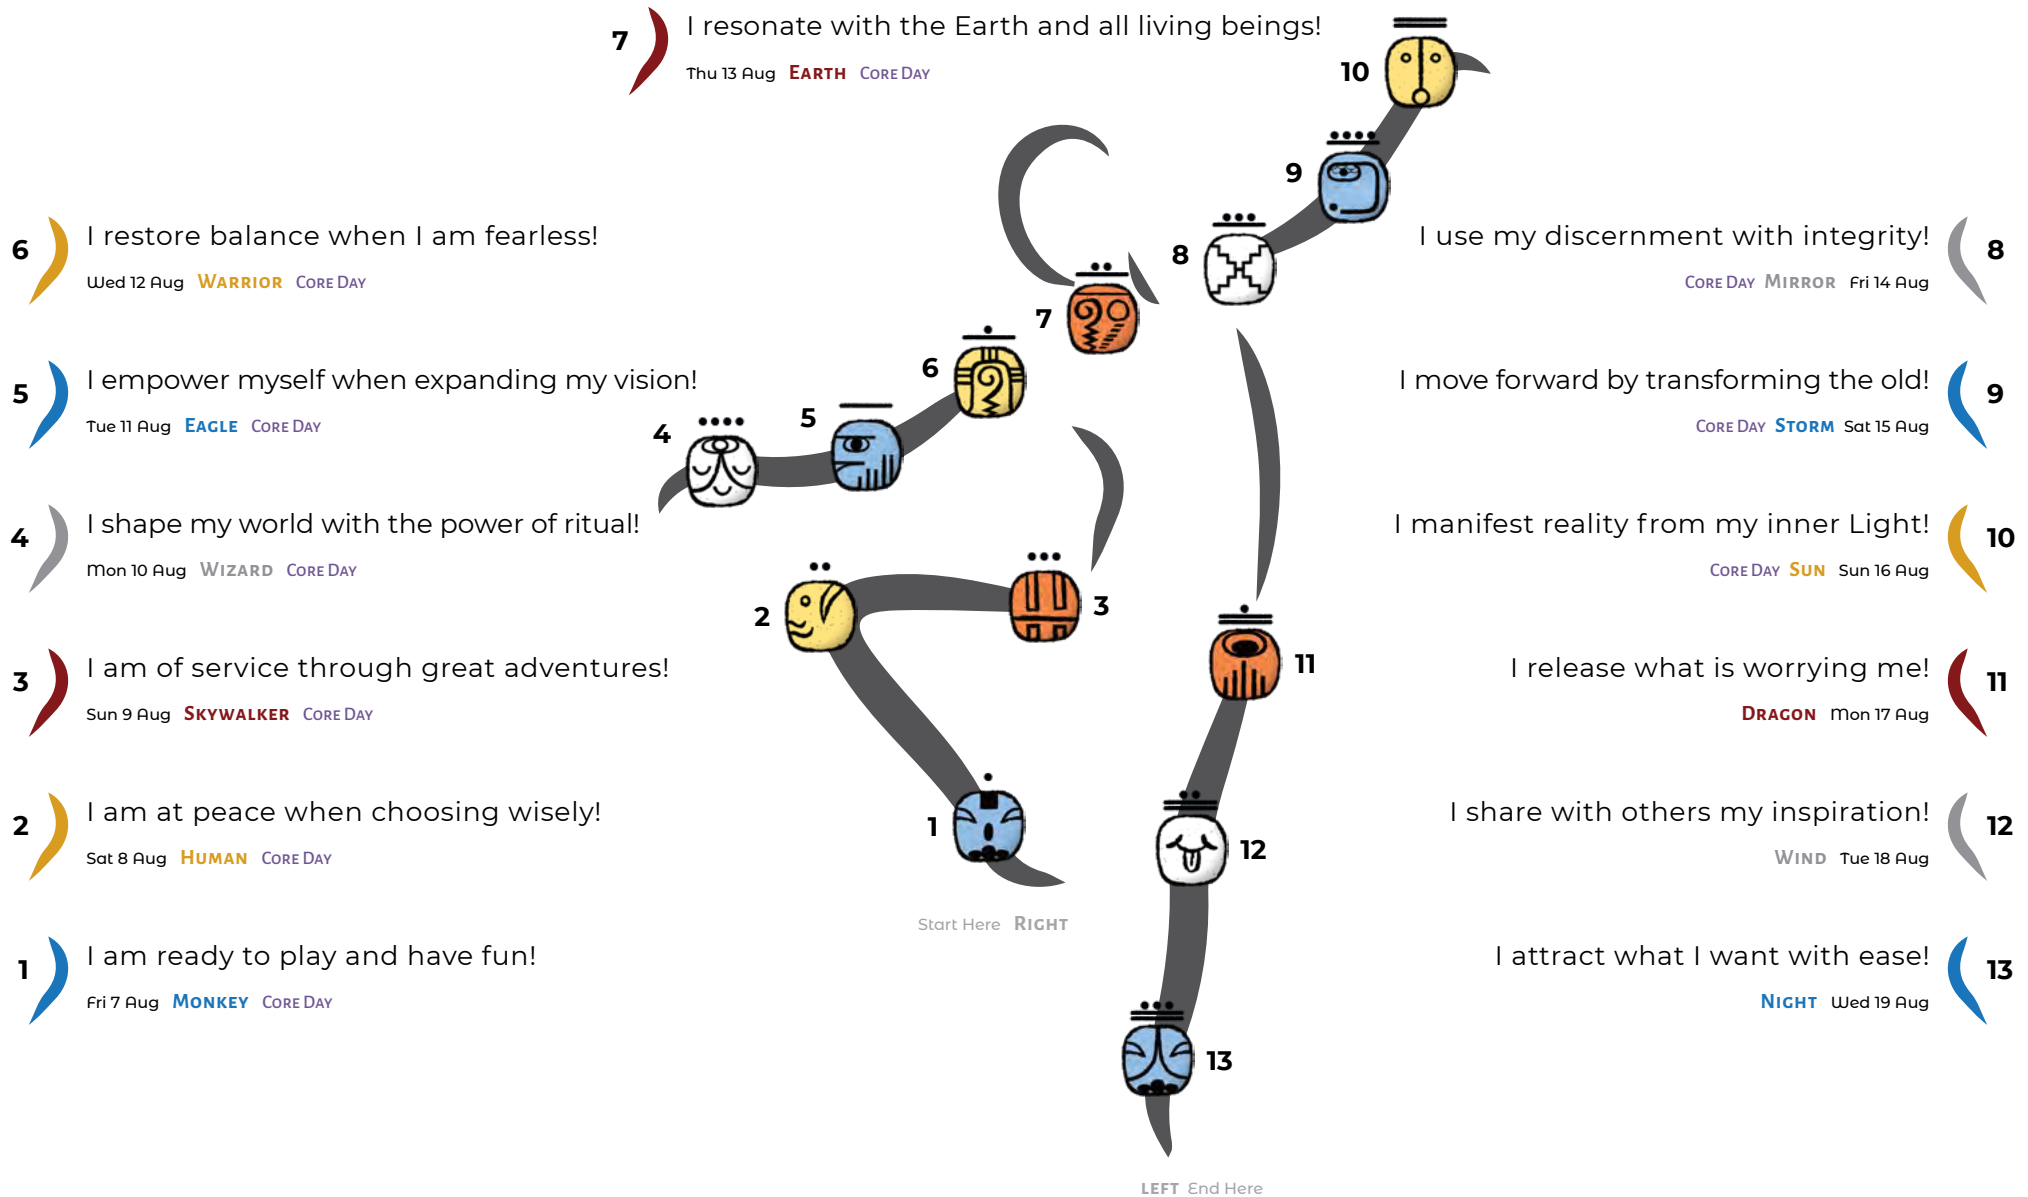 7
I resonate with the Earth and all living beings!
Thu 13 Aug EARTH CORE DAY
6
I restore balance when I am fearless!
Wed 12 Aug WARRIOR CORE DAY
5
I empower myself when expanding my vision!
Tue 11 Aug EAGLE CORE DAY
4
I shape my world with the power of ritual!
Mon 10 Aug WIZARD CORE DAY
3
I am of service through great adventures!
Sun 9 Aug SKYWALKER CORE DAY
2
I am at peace when choosing wisely!
Sat 8 Aug HUMAN CORE DAY
1
I am ready to play and have fun!
Fri 7 Aug MONKEY CORE DAY
10
9
8
7
6
5
4
2
3
1
11
12
13
Start Here RIGHT
LEFT End Here
I use my discernment with integrity!
8
CORE DAY MIRROR Fri 14 Aug
I move forward by transforming the old!
9
CORE DAY STORM Sat 15 Aug
I manifest reality from my inner Light!
10
CORE DAY SUN Sun 16 Aug
I release what is worrying me!
11
DRAGON Mon 17 Aug
I share with others my inspiration!
12
WIND Tue 18 Aug
I attract what I want with ease!
13
NIGHT Wed 19 Aug